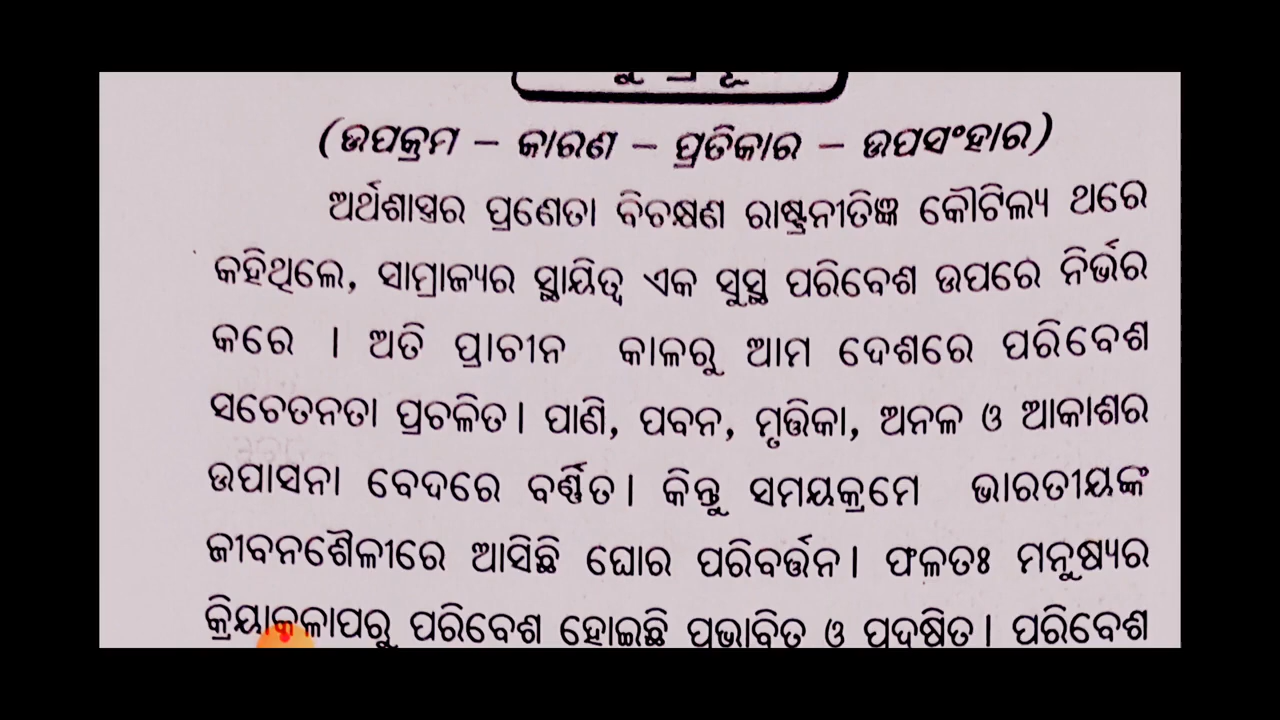 (ଉପକ୍ରମ – କାରଣ – ପ୍ରତିକାର – ଉପସଂହାର)
ଅର୍ଥଶାସ୍ତ୍ରର ପ୍ରଣେତା ବିଚକ୍ଷଣ ରାଷ୍ଟ୍ରନୀତିଜ୍ଞ କୌଟିଲ୍ୟ ଥରେ
କହିଥିଲେ, ସାମ୍ରାଜ୍ୟର ସ୍ଥାୟିତ୍ୱ ଏକ ସୁସ୍ଥ ପରିବେଶ ଉପରେ ନିର୍ଭର
କରେ । ଅତି ପ୍ରାଚୀନ କାଳରୁ ଆମ ଦେଶରେ ପରିବେଶ
ସଚେତନତା ପ୍ରଚଳିତ। ପାଣି, ପବନ, ମୃତ୍ତିକା, ଅନଳ ଓ ଆକାଶର
ଉପାସନା ବେଦରେ ବର୍ଣ୍ଣିତ। କିନ୍ତୁ ସମୟକ୍ରମେ ଭାରତୀୟଙ୍କ
ଜୀବନଶୈଳୀରେ ଆସିଛି ଘୋର ପରିବର୍ତ୍ତନ। ଫଳତଃ ମନୁଷ୍ୟର
କ୍ରିୟାକଳାପରୁ ପରିବେଶ ହୋଇଛି ପ୍ରଭାବିତ ଓ ପ୍ରଦୂଷିତ। ପରିବେଶ